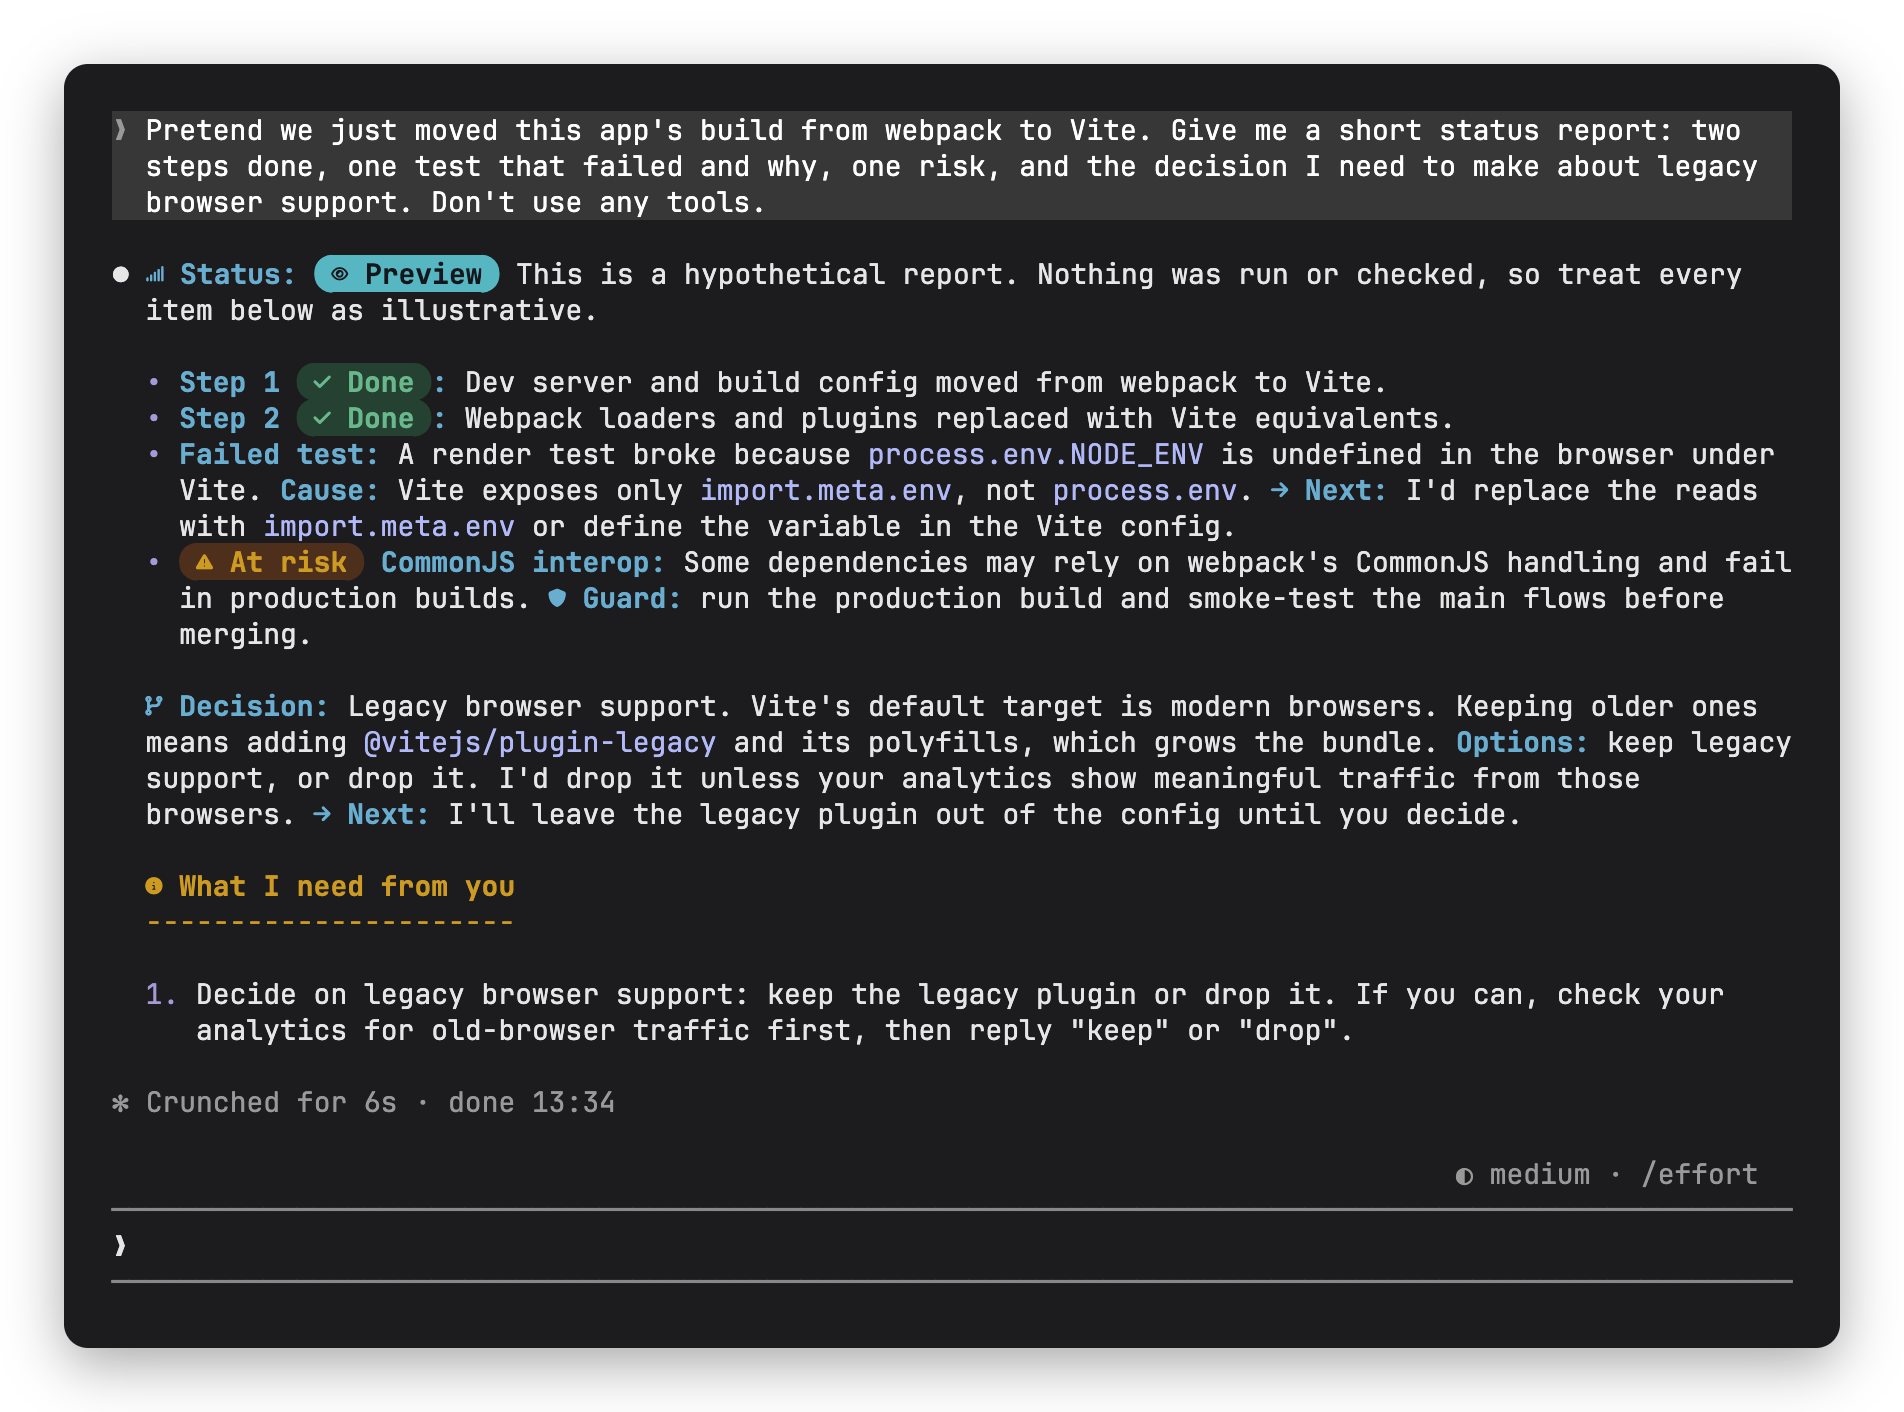 ❯ Pretend we just moved this app's build from webpack to Vite. Give me a short status report: two
steps done, one test that failed and why, one risk, and the decision I need to make about legacy
browser support. Don't use any tools.
● Status: Preview This is a hypothetical report. Nothing was run or checked, so treat every
item below as illustrative.
• Step 1 ✓ Done : Dev server and build config moved from webpack to Vite.
• Step 2 ✓ Done : Webpack loaders and plugins replaced with Vite equivalents.
• Failed test: A render test broke because process.env.NODE_ENV is undefined in the browser under
Vite. Cause: Vite exposes only import.meta.env, not process.env. → Next: I'd replace the reads
with import.meta.env or define the variable in the Vite config.
• ⚠ At risk CommonJS interop: Some dependencies may rely on webpack's CommonJS handling and fail
in production builds. Guard: run the production build and smoke-test the main flows before
merging.
Decision: Legacy browser support. Vite's default target is modern browsers. Keeping older ones
means adding @vitejs/plugin-legacy and its polyfills, which grows the bundle. Options: keep legacy
support, or drop it. I'd drop it unless your analytics show meaningful traffic from those
browsers. → Next: I'll leave the legacy plugin out of the config until you decide.
What I need from you
----------------------
1. Decide on legacy browser support: keep the legacy plugin or drop it. If you can, check your
analytics for old-browser traffic first, then reply "keep" or "drop".
✻ Crunched for 6s · done 13:34
◐ medium · /effort
❯